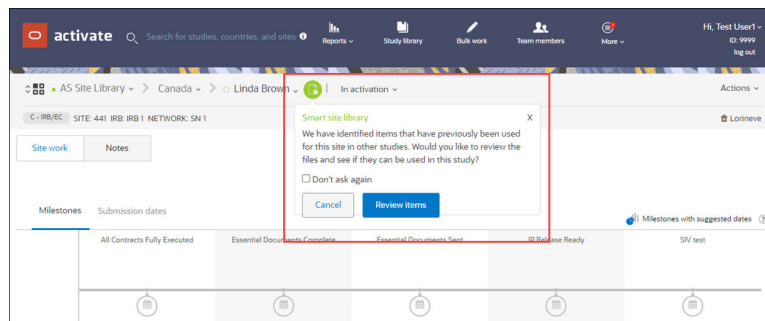 activate
Search for studies, countries, and sites
Reports
Study library
Bulk work
Team members
More
Hi, Test User1
ID: 9999
log out
AS Site Library > Canada > Linda Brown | In activation
Actions
C - IRB/EC SITE: 441 IRB: IRB 1 NETWORK: SN 1
Lorineve
Site work Notes
Smart site library X
We have identified items that have previously been used
for this site in other studies. Would you like to review the
files and see if they can be used in this study?
Don't ask again
Cancel Review items
Milestones Submission dates
Milestones with suggested dates ?
All Contracts Fully Executed
Essential Documents Complete
Essential Documents Sent
IP Release Ready
SIV test